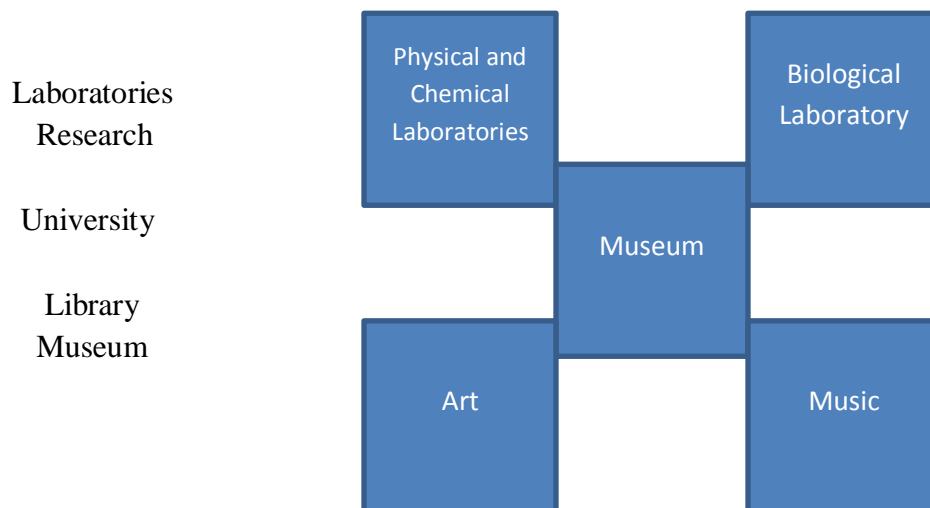 Laboratories
Research
University
Library
Museum
Physical and
Chemical
Laboratories
Biological
Laboratory
Museum
Art
Music